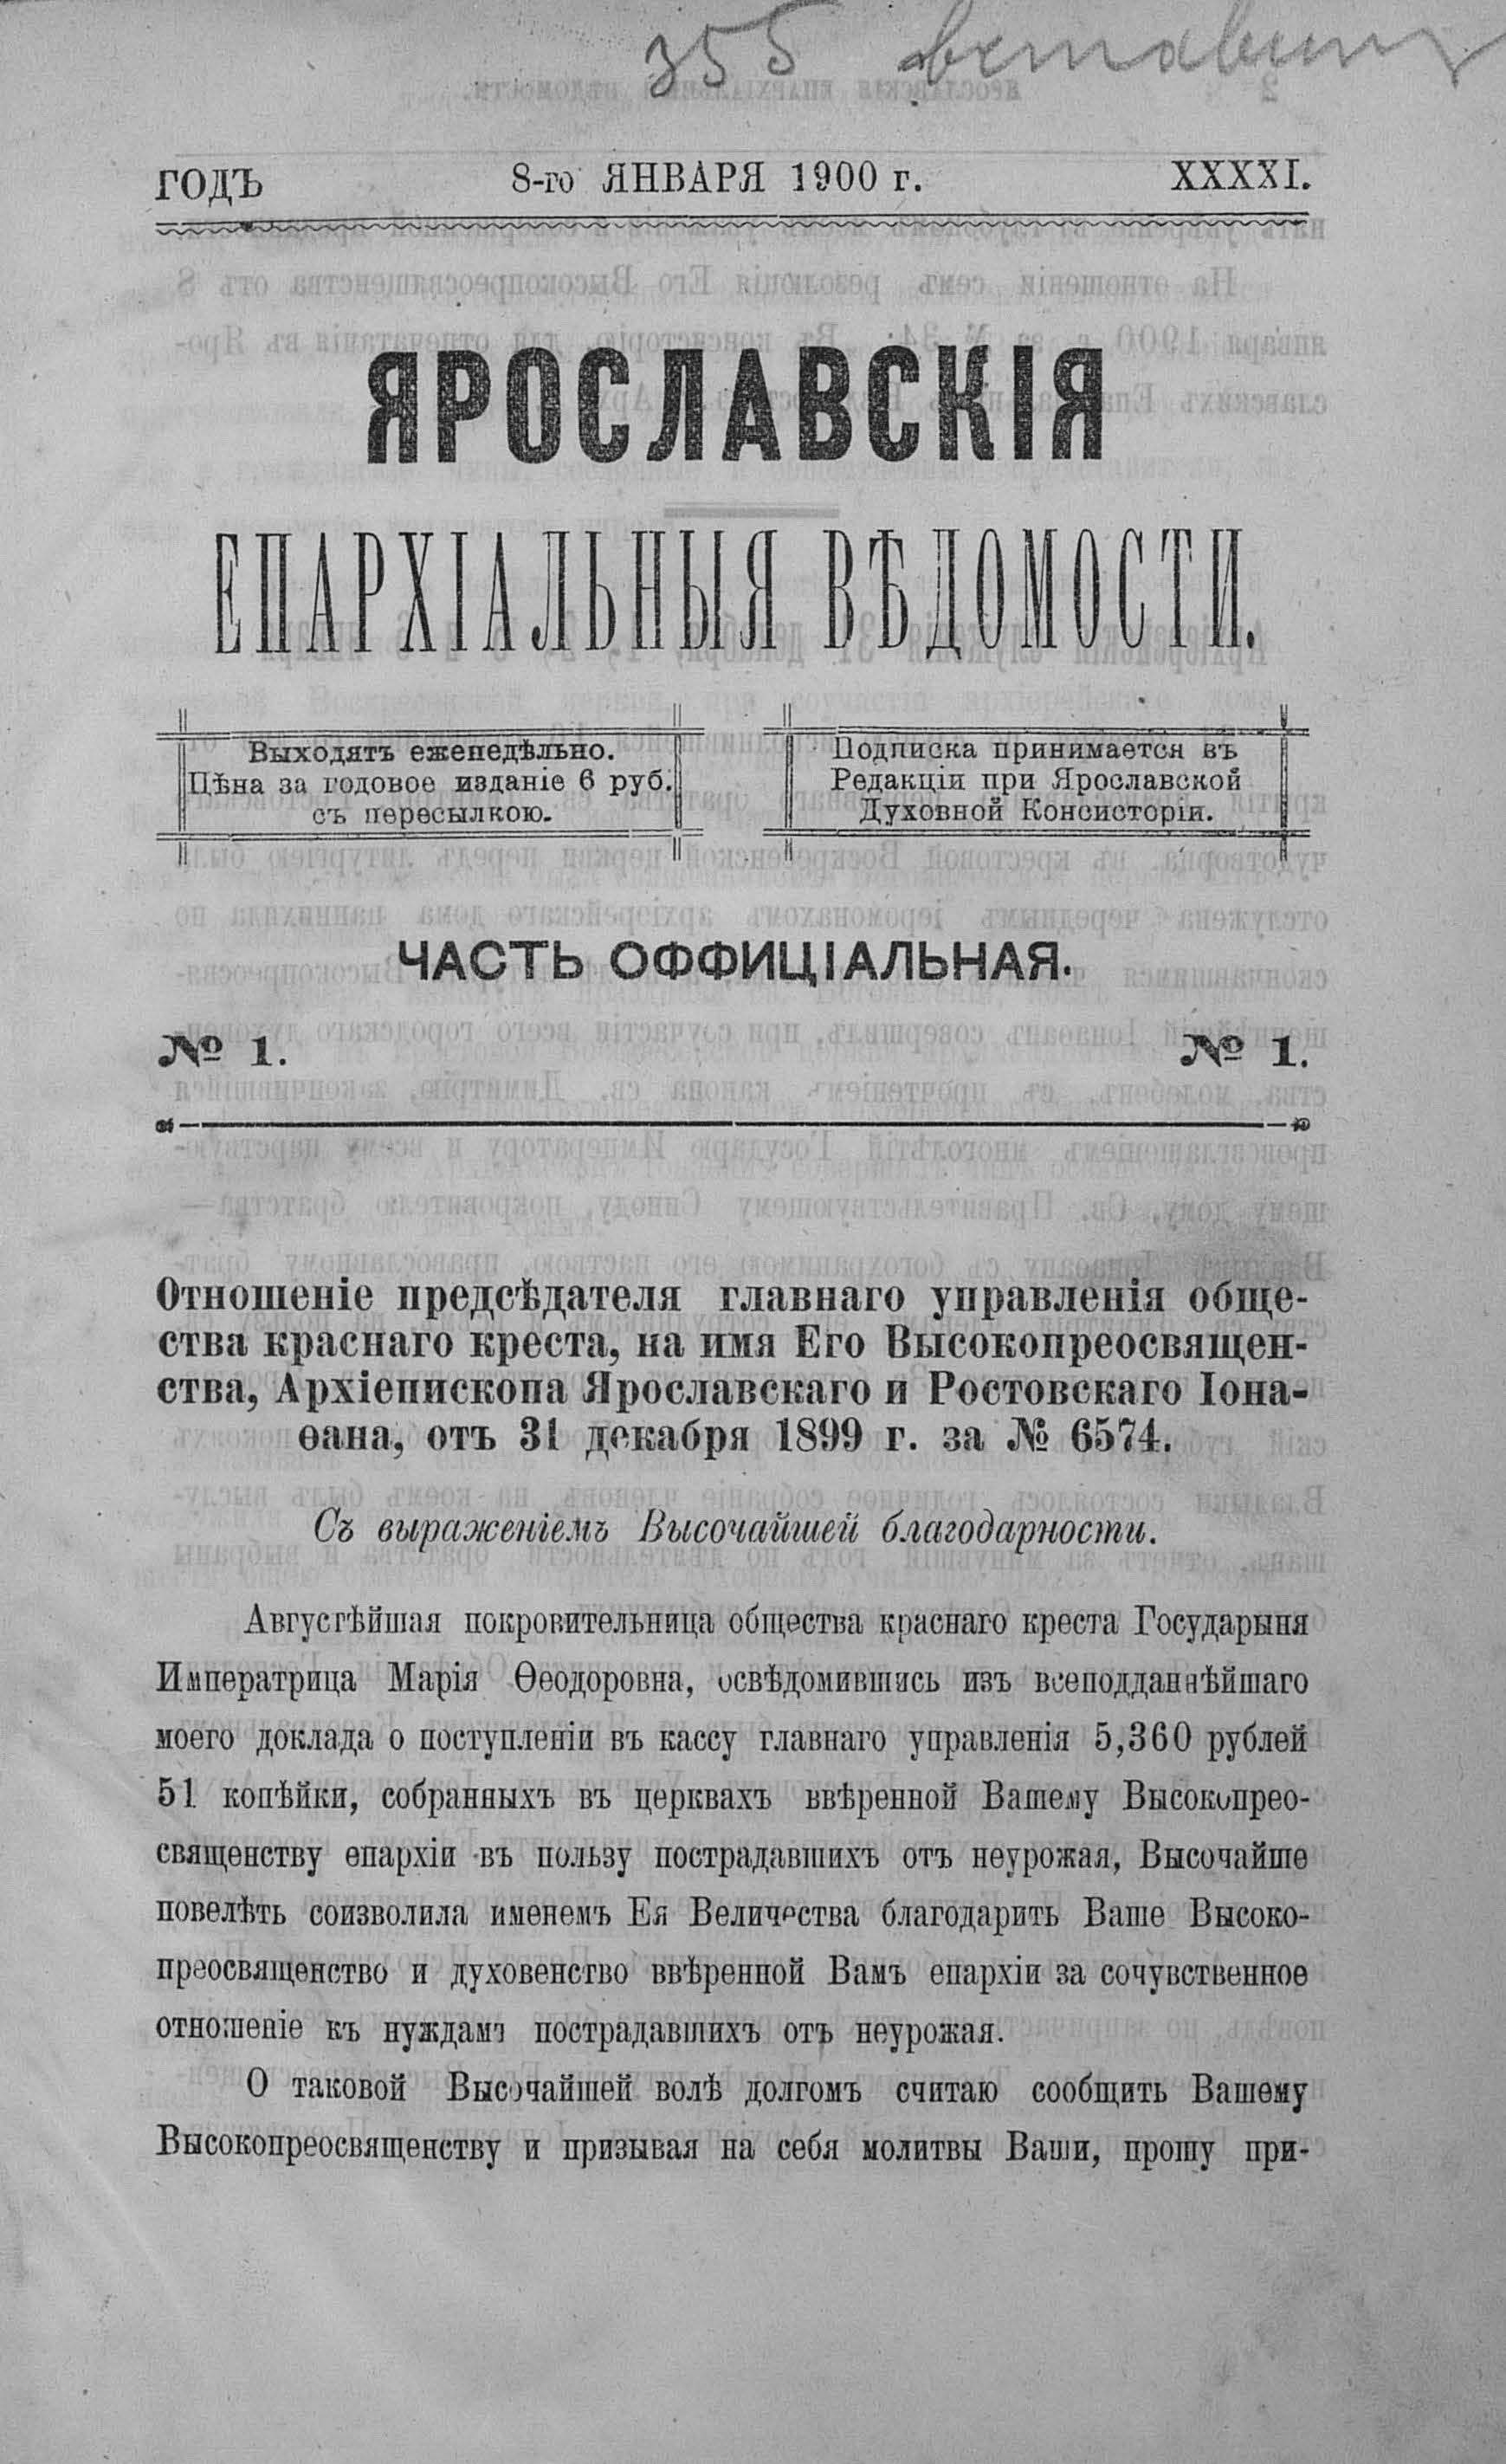 355 вставить
ГОДЪ 8-го ЯНВАРЯ 1900 г. XXXXI.
ЯРОСЛАВСКІЯ
ЕПАРХІАЛЬНЫЯ ВѢДОМОСТИ.
Выходятъ еженедѣльно.
Цѣна за годовое изданіе 6 руб.
съ пересылкою.
Подписка принимается въ
Редакціи при Ярославской
Духовной Консисторіи.
ЧАСТЬ ОФФИЦІАЛЬНАЯ.
№ 1. № 1.
Отношеніе предсѣдателя главнаго управленія обще-
ства краснаго креста, на имя Его Высокопреосвящен-
ства, Архіепископа Ярославскаго и Ростовскаго Іона-
ѳана, отъ 31 декабря 1899 г. за № 6574.
Съ выраженіемъ Высочайшей благодарности.
Августѣйшая покровительница общества краснаго креста Государыня
Императрица Марія Ѳеодоровна, освѣдомившись изъ всеподданнѣйшаго
моего доклада о поступленіи въ кассу главнаго управленія 5,360 рублей
51 копѣйки, собранныхъ въ церквахъ ввѣренной Вашему Высокопрео-
священству епархіи въ пользу пострадавшихъ отъ неурожая, Высочайше
повелѣть соизволила именемъ Ея Величества благодарить Ваше Высоко-
преосвященство и духовенство ввѣренной Вамъ епархіи за сочувственное
отношеніе къ нуждамъ пострадавшихъ отъ неурожая.
О таковой Высочайшей волѣ долгомъ считаю сообщить Вашему
Высокопреосвященству и призывая на себя молитвы Ваши, прошу при-